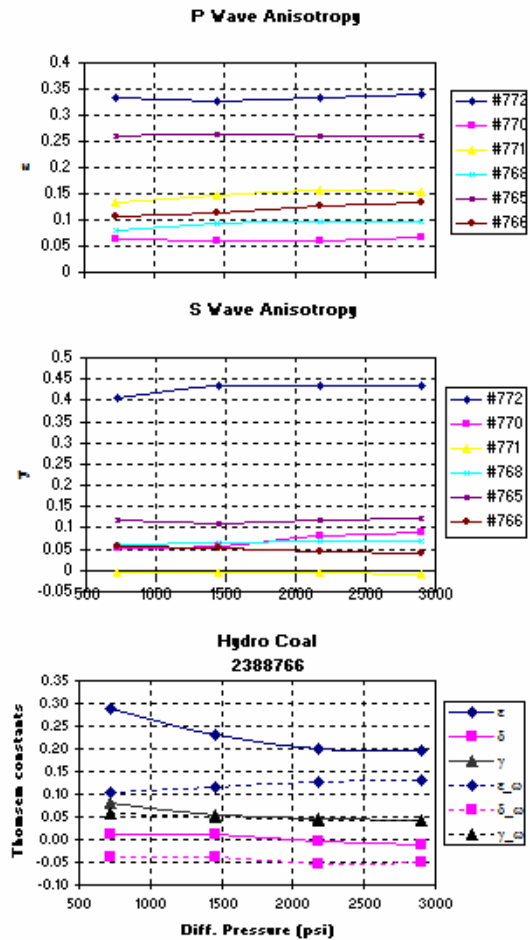 P Wave Anisotropy
0.4
0.35
0.3
0.25
0.2
0.15
0.1
0.05
0
ε
#772
#770
#771
#768
#765
#766
S Wave Anisotropy
0.5
0.45
0.4
0.35
0.3
0.25
0.2
0.15
0.1
0.05
0
-0.05
γ
500 1000 1500 2000 2500 3000
#772
#770
#771
#768
#765
#766
Hydro Coal
2388766
Thomsem constants
0.35
0.30
0.25
0.20
0.15
0.10
0.05
0.00
-0.05
-0.10
500 1000 1500 2000 2500 3000
Diff. Pressure (psi)
ε
δ
γ
ε_ω
δ_ω
γ_ω